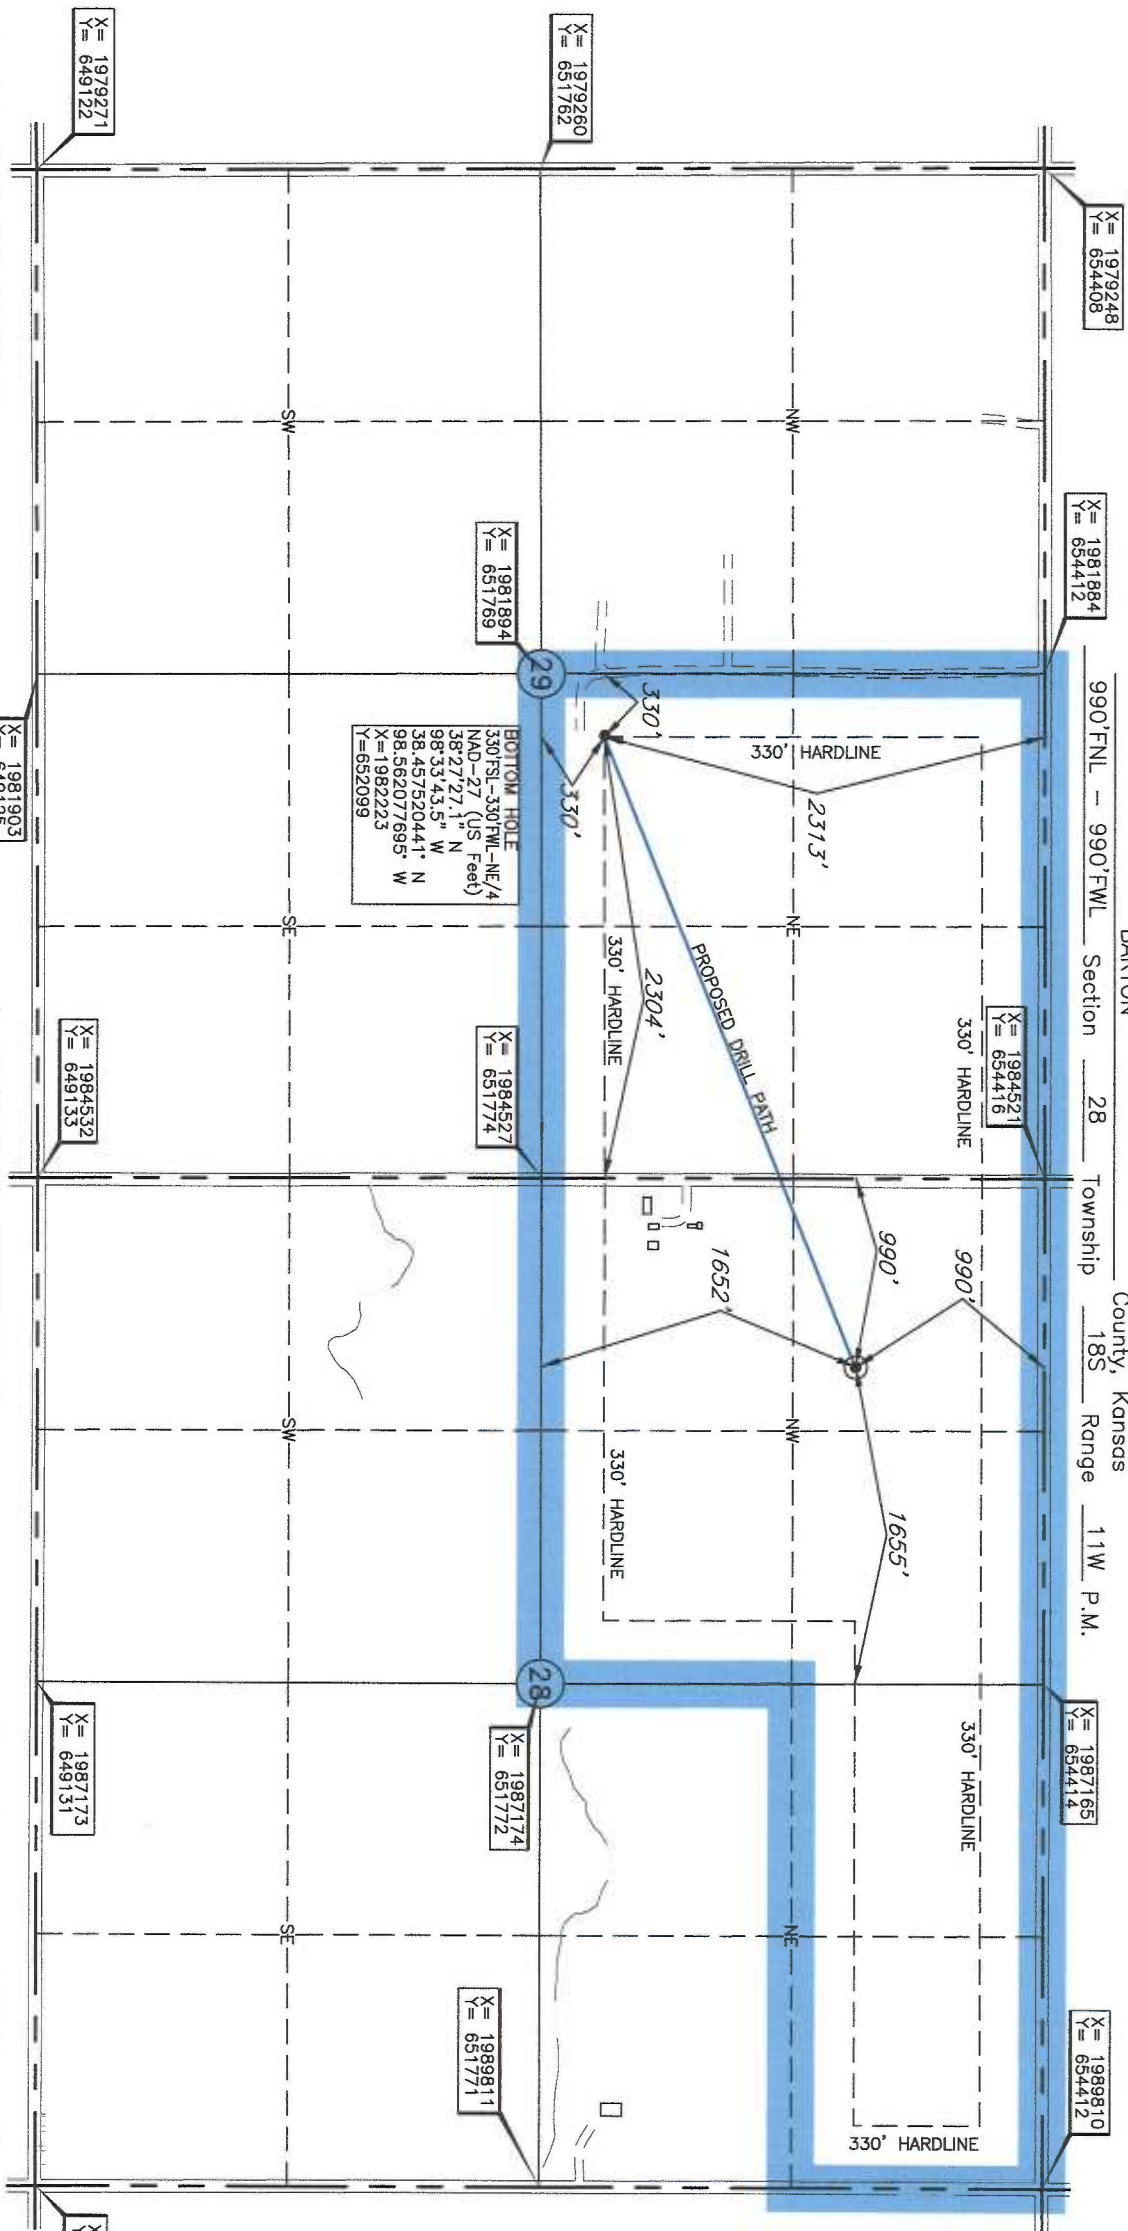 County, Kansas
990'FNL - 990'FWL Section 28 Township 18S Range 11W P.M.
X= 1979248
Y= 654408
X= 1981884
Y= 654412
X= 1984521
Y= 654416
X= 1987165
Y= 654414
X= 1989810
Y= 654412
330' HARDLINE
330' HARDLINE
330' HARDLINE
330' HARDLINE
2313'
990'
990'
1655'
NW
NE
NW
NE
PROPOSED DRILL PATH
1652'
330'
330'
2304'
330' HARDLINE
330' HARDLINE
X= 1979260
Y= 651762
29
28
X= 1981894
Y= 651769
X= 1984527
Y= 651774
X= 1987174
Y= 651772
X= 1989811
Y= 651771
BOTTOM HOLE
330'FSL-330'FWL-NE/4
NAD-27 (US Feet)
38°27'27.1" N
98°33'43.5" W
38.457520441° N
98.562077695° W
X=1982223
Y=652099
SW
SE
SW
SE
X= 1979271
Y= 649122
X= 1984532
Y= 649133
X= 1987173
Y= 649131
X= 1981903